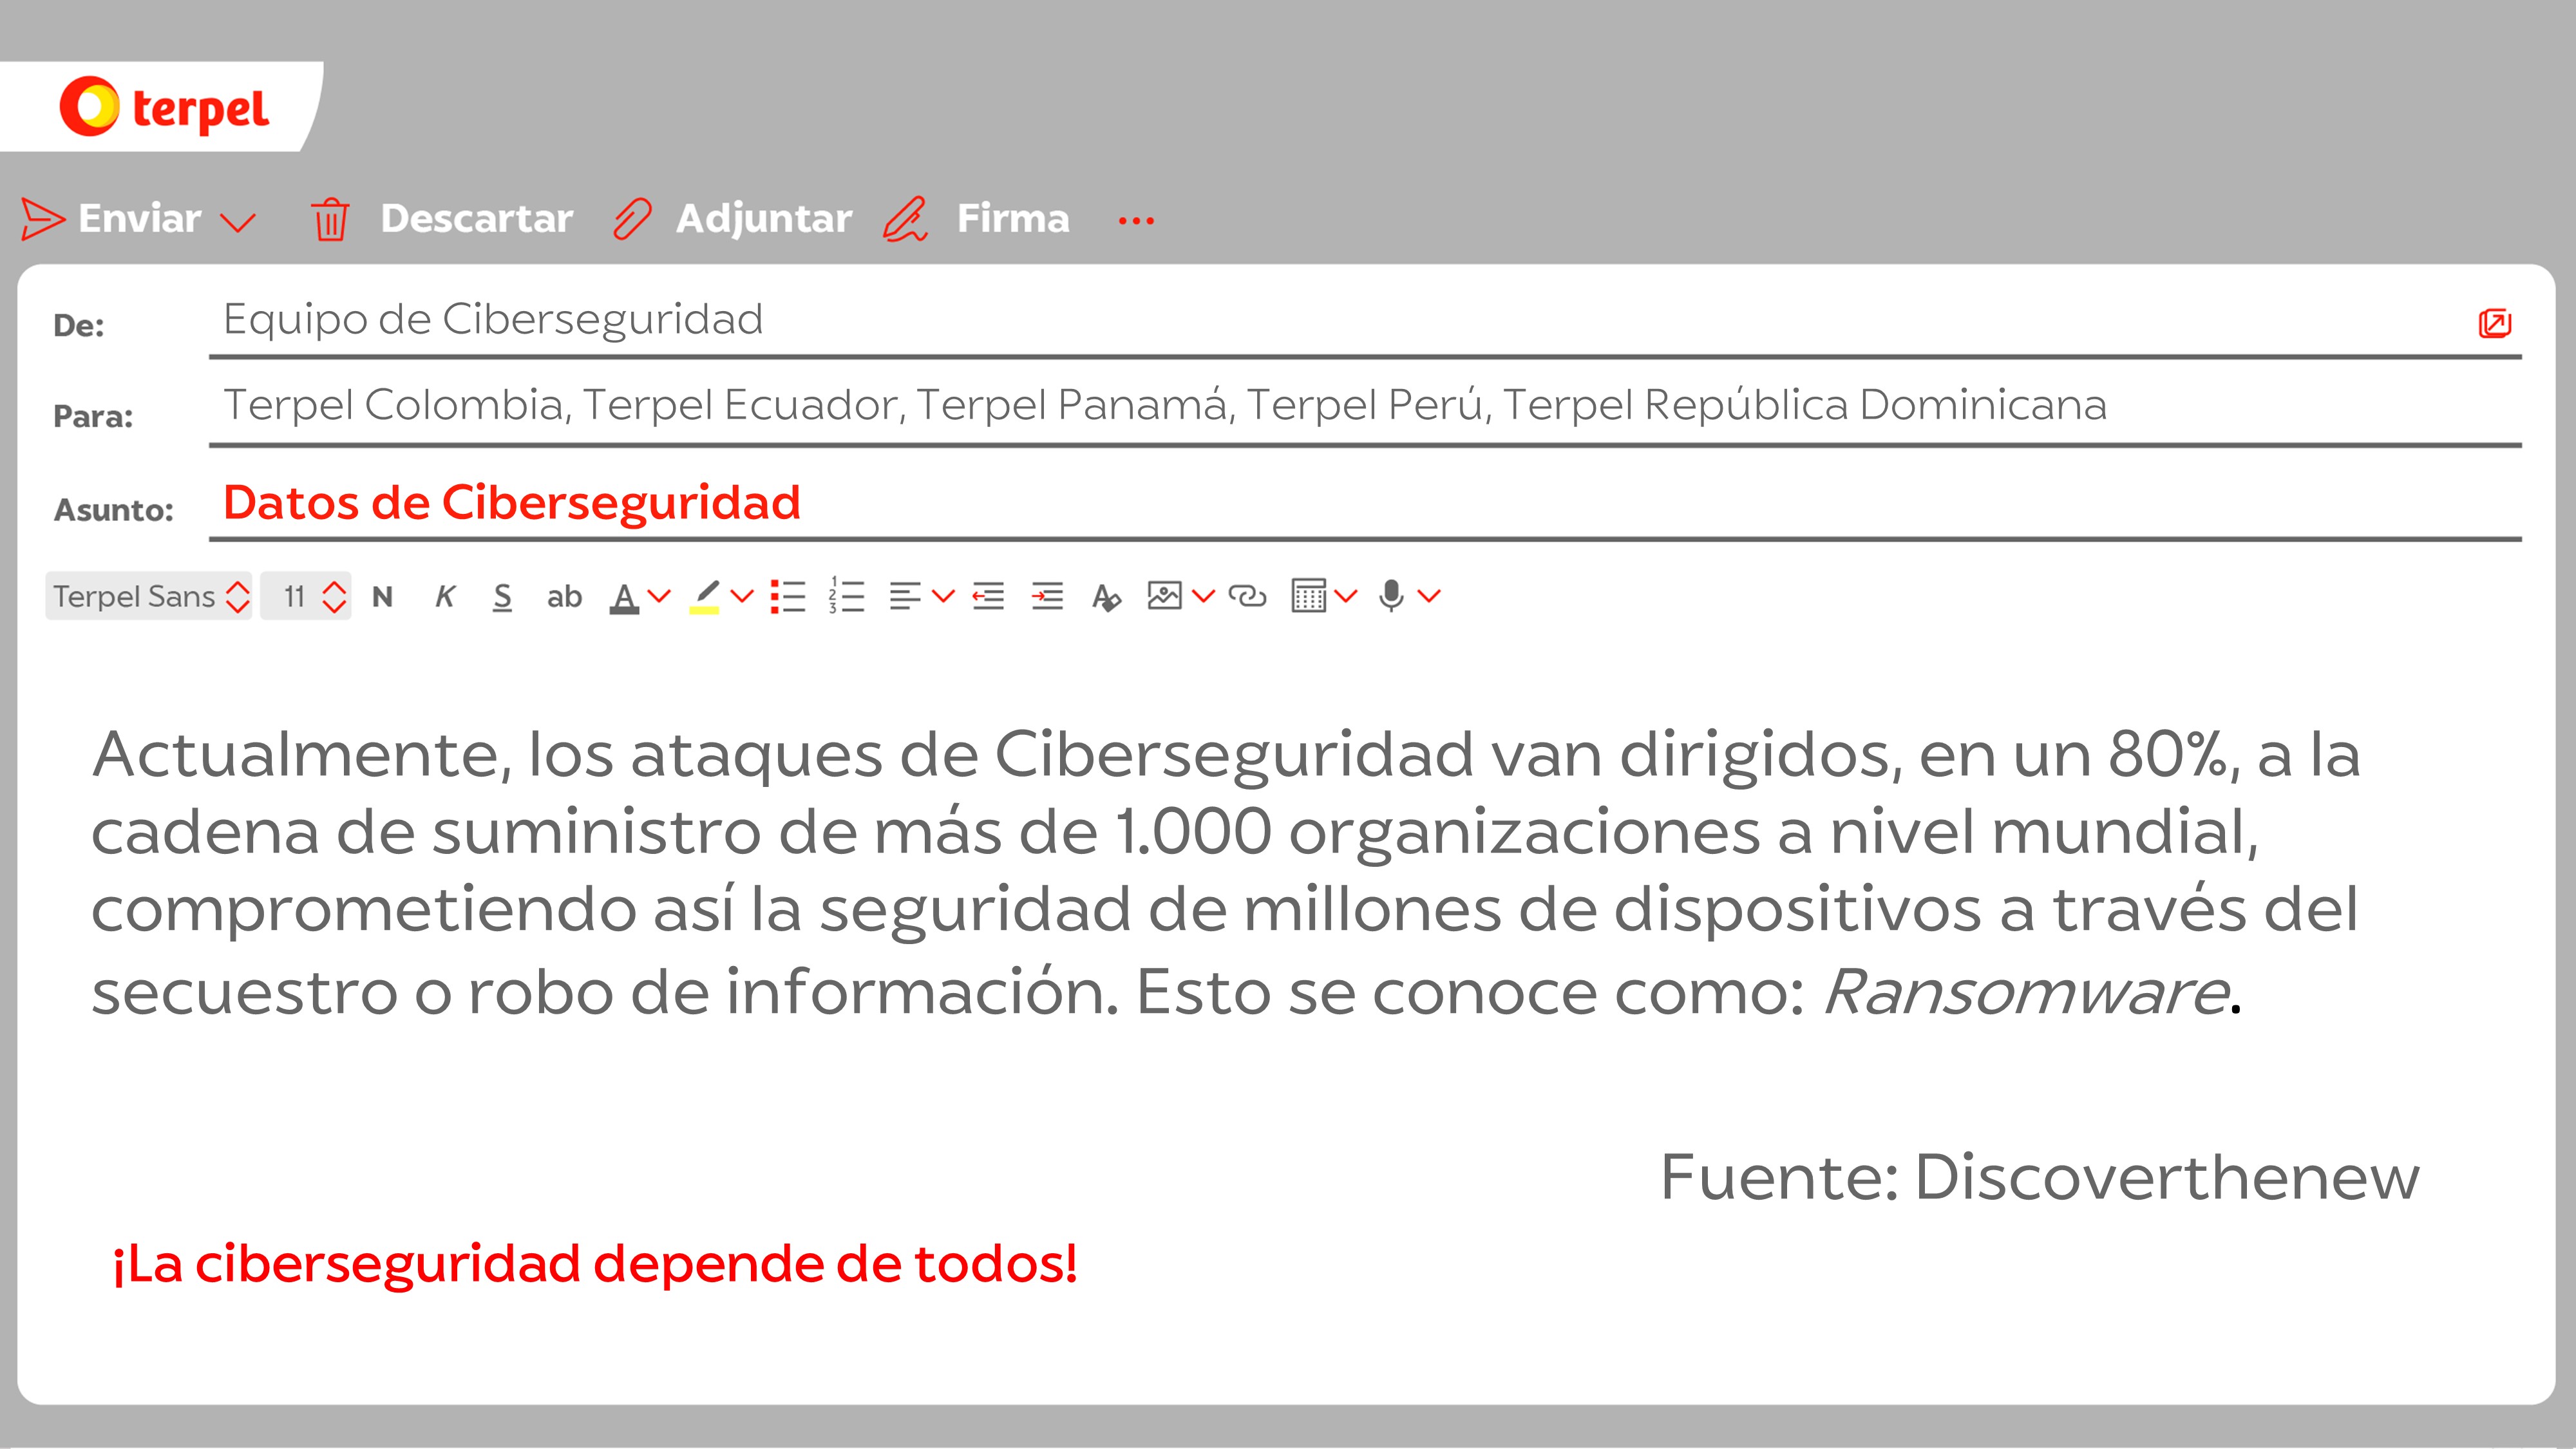 terpel
Enviar Descartar Adjuntar Firma ...
De: Equipo de Ciberseguridad
Para: Terpel Colombia, Terpel Ecuador, Terpel Panamá, Terpel Perú, Terpel República Dominicana
Asunto: Datos de Ciberseguridad
Terpel Sans 11 N K S ab A
Actualmente, los ataques de Ciberseguridad van dirigidos, en un 80%, a la
cadena de suministro de más de 1.000 organizaciones a nivel mundial,
comprometiendo así la seguridad de millones de dispositivos a través del
secuestro o robo de información. Esto se conoce como: Ransomware.
Fuente: Discoverthenew
¡La ciberseguridad depende de todos!